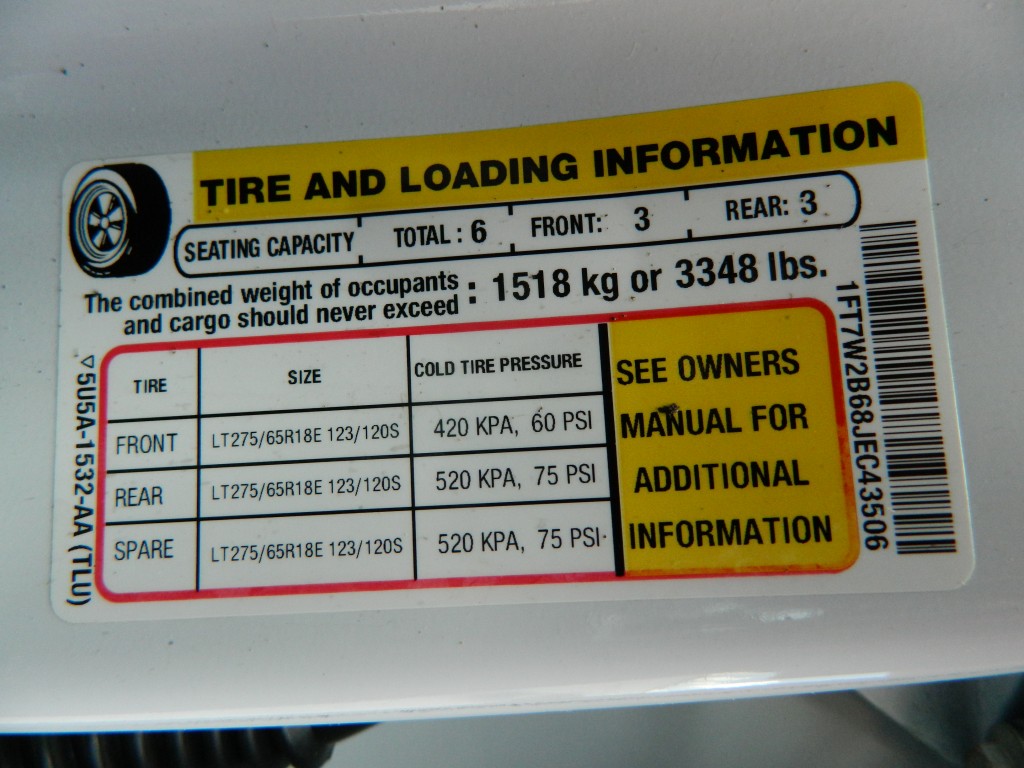 TIRE AND LOADING INFORMATION
SEATING CAPACITY TOTAL : 6 FRONT: 3 REAR: 3
The combined weight of occupants
and cargo should never exceed : 1518 kg or 3348 lbs.
TIRE SIZE COLD TIRE PRESSURE
FRONT LT275/65R18E 123/120S 420 KPA, 60 PSI
REAR LT275/65R18E 123/120S 520 KPA, 75 PSI
SPARE LT275/65R18E 123/120S 520 KPA, 75 PSI
SEE OWNERS
MANUAL FOR
ADDITIONAL
INFORMATION
5U5A-1532-AA (TLU)
1FT7W2B68JEC43506